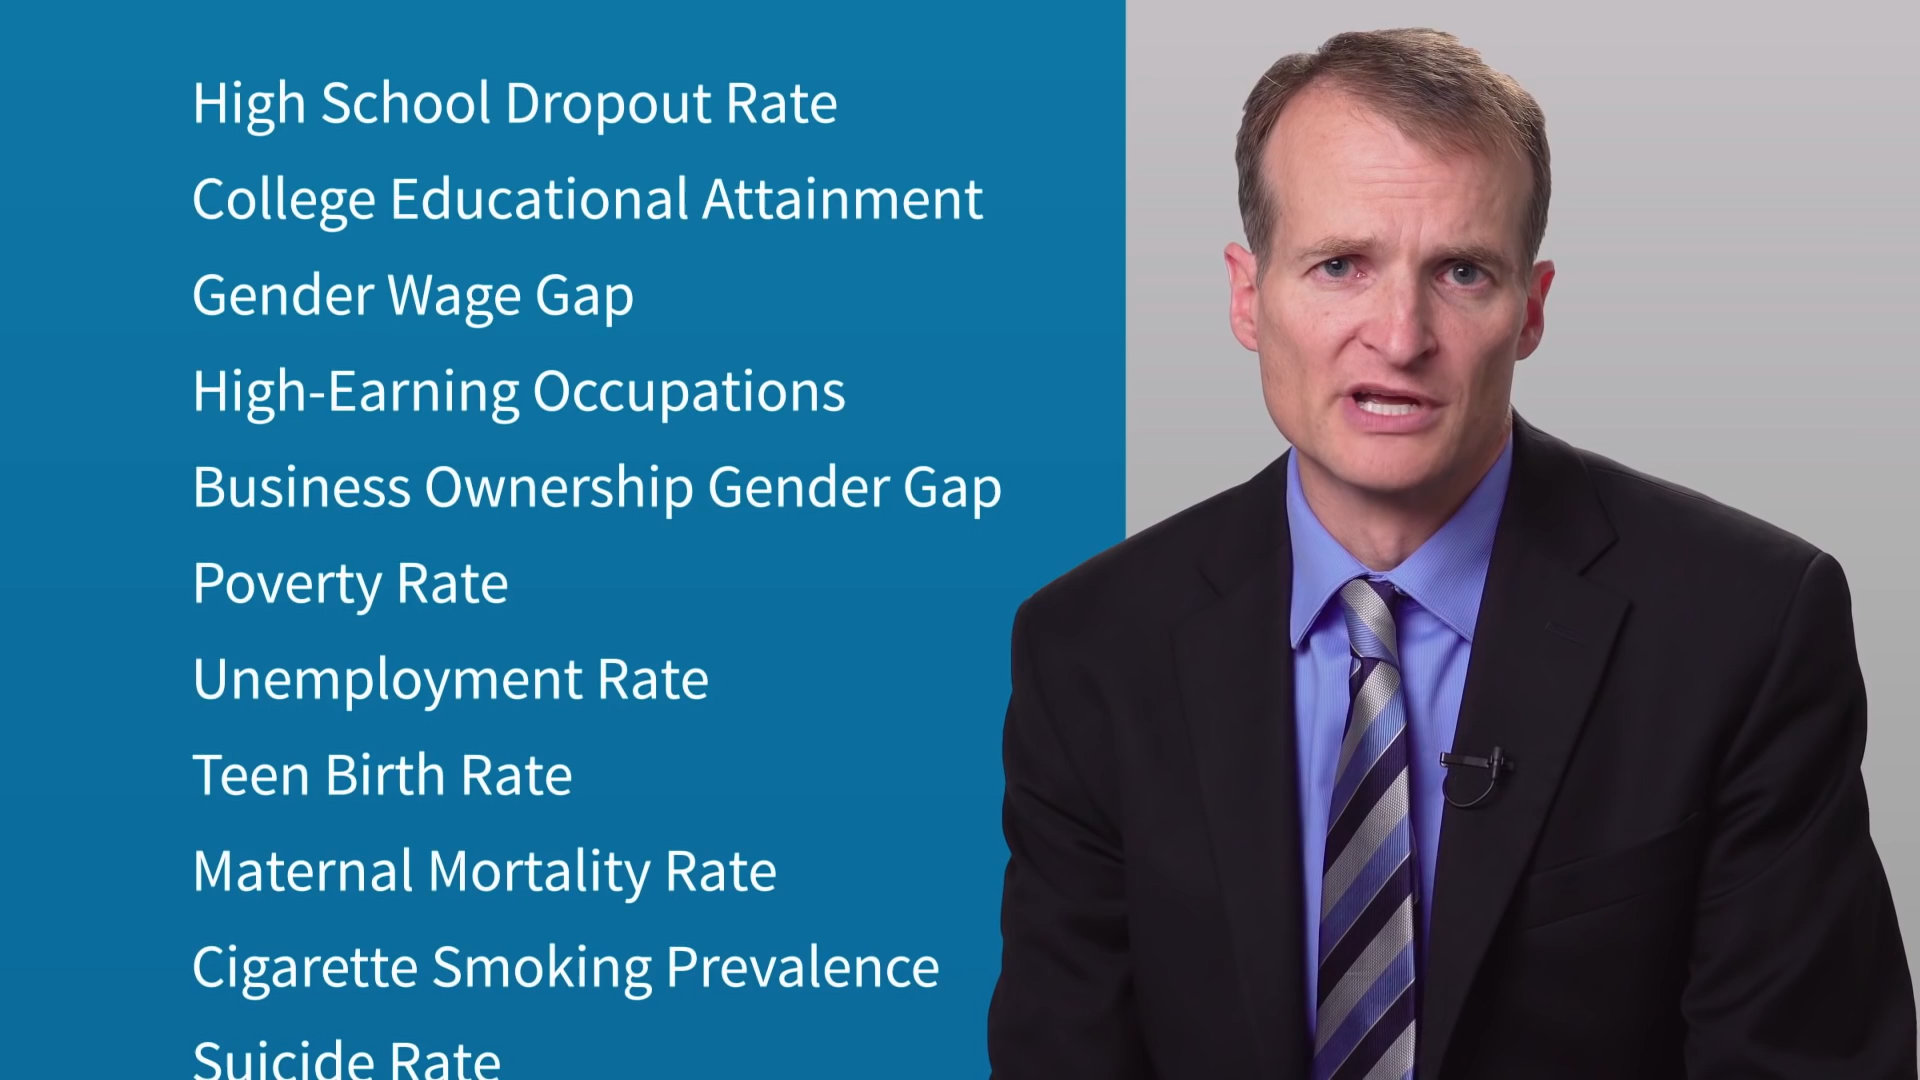 High School Dropout Rate
College Educational Attainment
Gender Wage Gap
High-Earning Occupations
Business Ownership Gender Gap
Poverty Rate
Unemployment Rate
Teen Birth Rate
Maternal Mortality Rate
Cigarette Smoking Prevalence
Suicide Rate